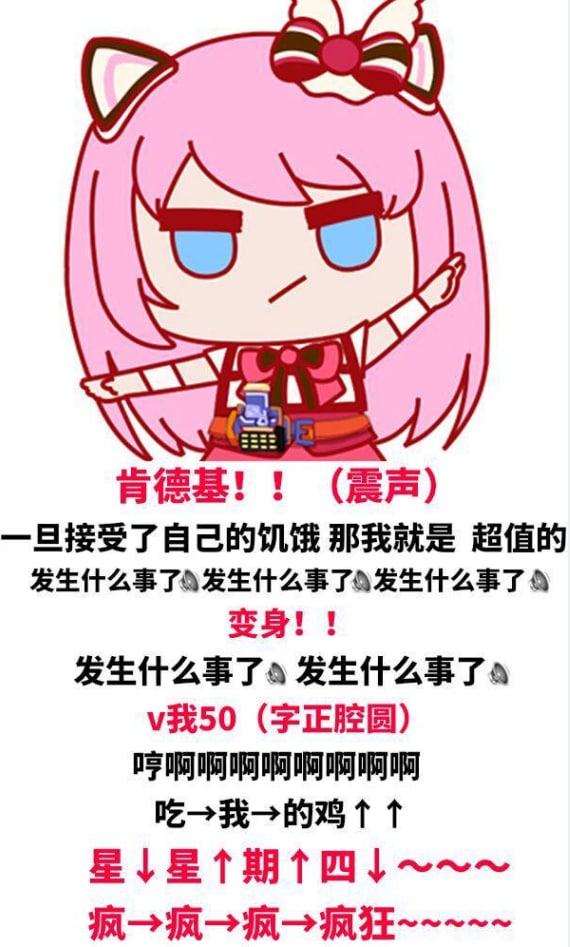 肯德基！！（震声）
一旦接受了自己的饥饿 那我就是 超值的
发生什么事了🔈发生什么事了🔈发生什么事了🔈
变身！！
发生什么事了🔈 发生什么事了🔈
v我50（字正腔圆）
哼啊啊啊啊啊啊啊啊
吃→我→的鸡↑↑
星↓星↑期↑四↓～～～
疯→疯→疯→疯狂~~~~~